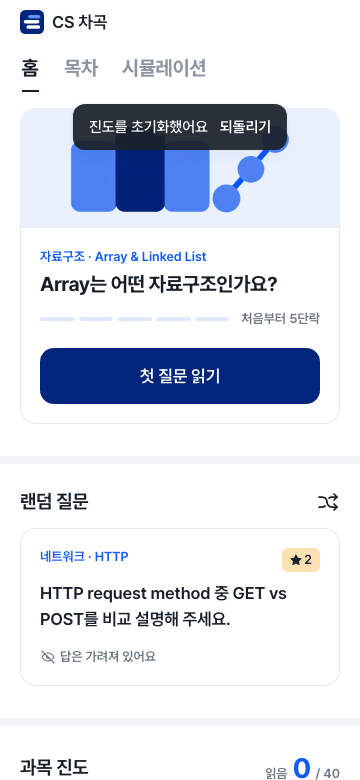 CS 차곡
홈 목차 시뮬레이션
진도를 초기화했어요 되돌리기
자료구조 · Array & Linked List
Array는 어떤 자료구조인가요?
처음부터 5단락
첫 질문 읽기
랜덤 질문
네트워크 · HTTP
2
HTTP request method 중 GET vs
POST를 비교 설명해 주세요.
답은 가려져 있어요
과목 진도
읽음 0 / 40